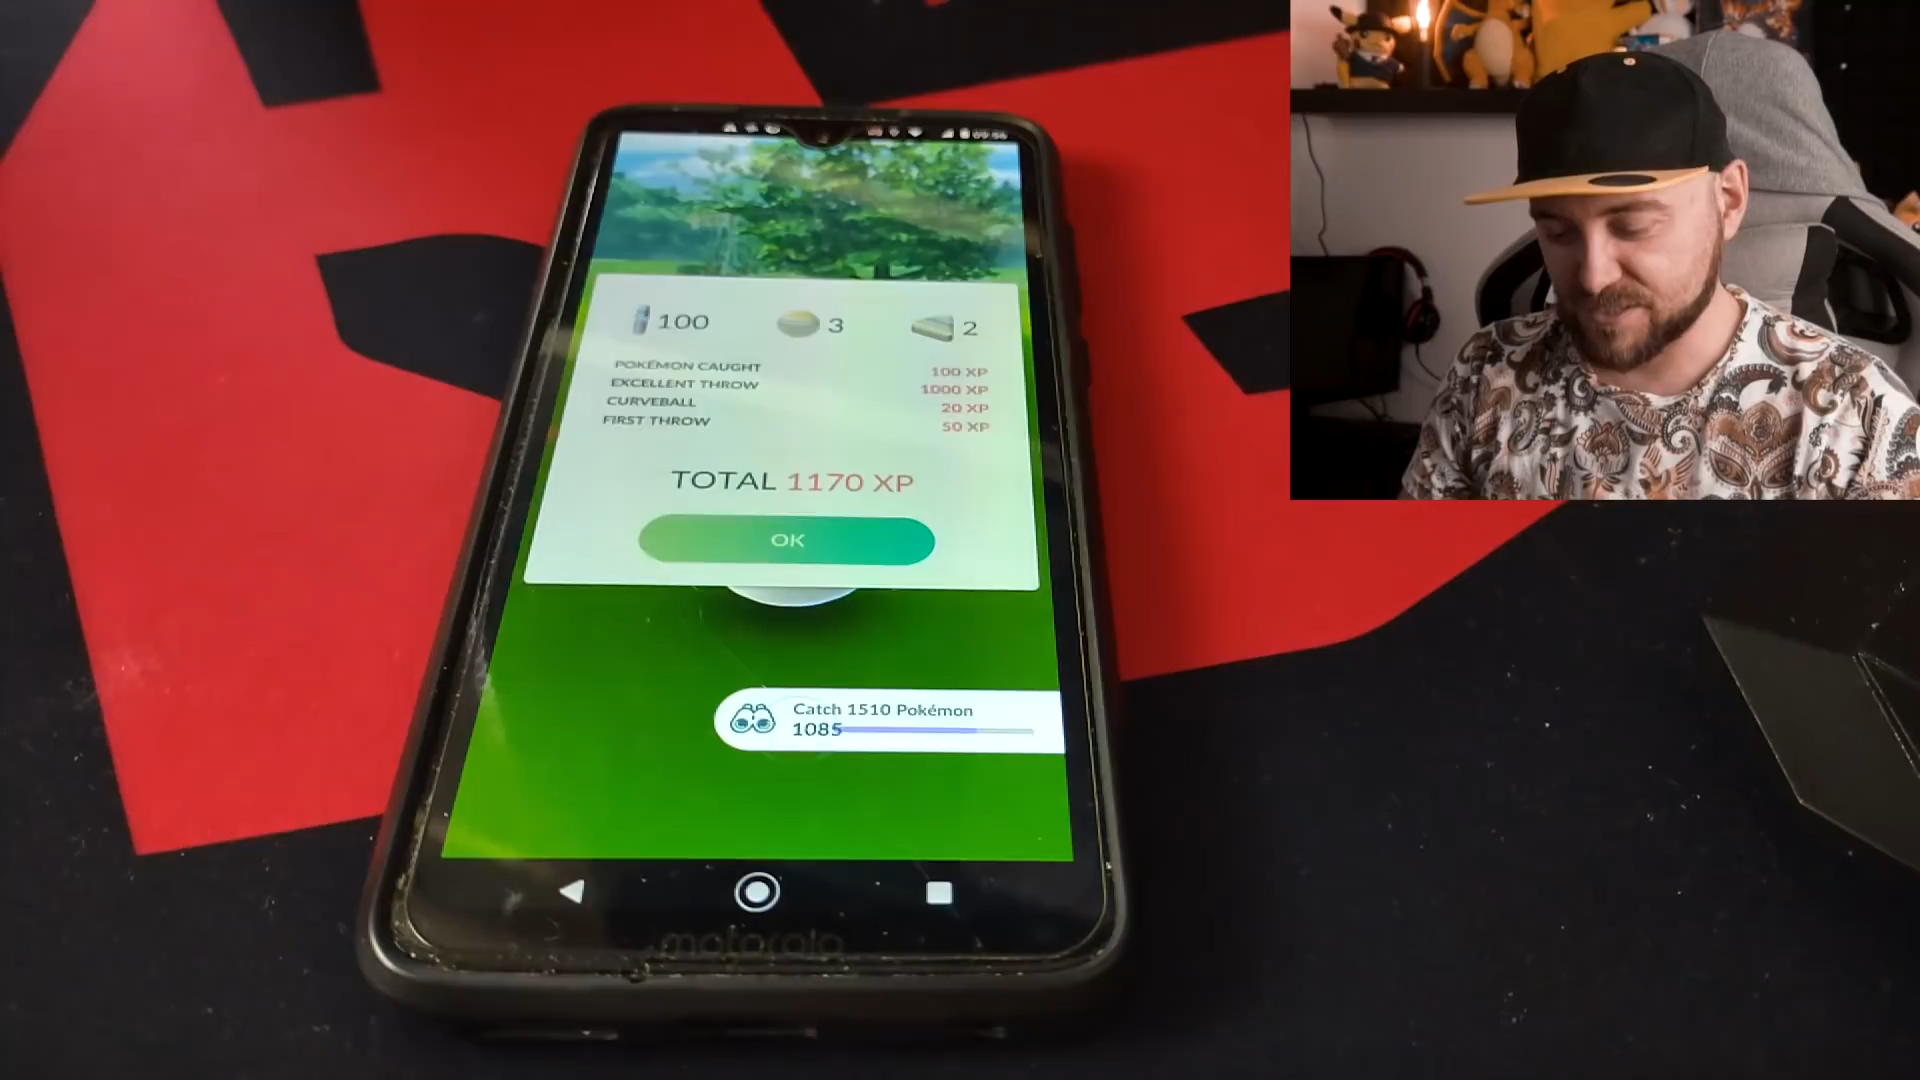 100 3 2
POKÉMON CAUGHT 100 XP
EXCELLENT THROW 1000 XP
CURVEBALL 20 XP
FIRST THROW 50 XP
TOTAL 1170 XP
OK
Catch 1510 Pokémon
1085
motorola